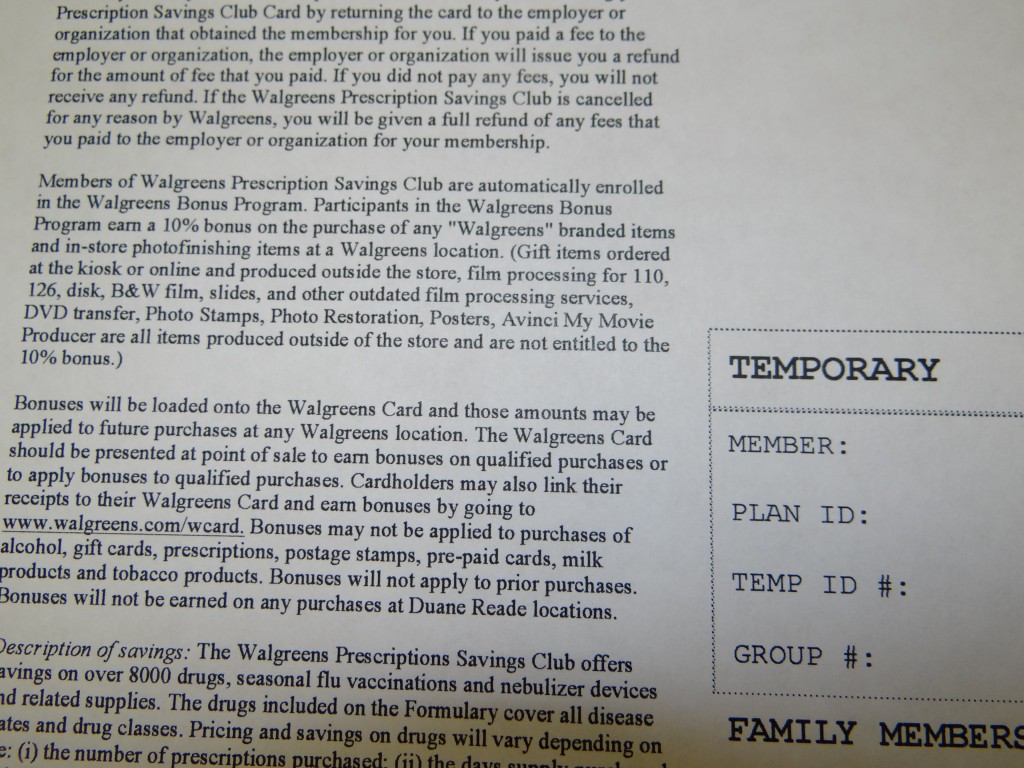 Prescription Savings Club Card by returning the card to the employer or
organization that obtained the membership for you. If you paid a fee to the
employer or organization, the employer or organization will issue you a refund
for the amount of fee that you paid. If you did not pay any fees, you will not
receive any refund. If the Walgreens Prescription Savings Club is cancelled
for any reason by Walgreens, you will be given a full refund of any fees that
you paid to the employer or organization for your membership.
Members of Walgreens Prescription Savings Club are automatically enrolled
in the Walgreens Bonus Program. Participants in the Walgreens Bonus
Program earn a 10% bonus on the purchase of any "Walgreens" branded items
and in-store photofinishing items at a Walgreens location. (Gift items ordered
at the kiosk or online and produced outside the store, film processing for 110,
126, disk, B&W film, slides, and other outdated film processing services,
DVD transfer, Photo Stamps, Photo Restoration, Posters, Avinci My Movie
Producer are all items produced outside of the store and are not entitled to the
10% bonus.)
Bonuses will be loaded onto the Walgreens Card and those amounts may be
applied to future purchases at any Walgreens location. The Walgreens Card
should be presented at point of sale to earn bonuses on qualified purchases or
to apply bonuses to qualified purchases. Cardholders may also link their
receipts to their Walgreens Card and earn bonuses by going to
www.walgreens.com/wcard. Bonuses may not be applied to purchases of
alcohol, gift cards, prescriptions, postage stamps, pre-paid cards, milk
products and tobacco products. Bonuses will not apply to prior purchases.
Bonuses will not be earned on any purchases at Duane Reade locations.
Description of savings: The Walgreens Prescriptions Savings Club offers
avings on over 8000 drugs, seasonal flu vaccinations and nebulizer devices
nd related supplies. The drugs included on the Formulary cover all disease
ates and drug classes. Pricing and savings on drugs will vary depending on
e: (i) the number of prescriptions purchased; (ii) the days supply
TEMPORARY
MEMBER:
PLAN ID:
TEMP ID #:
GROUP #:
FAMILY MEMBERS